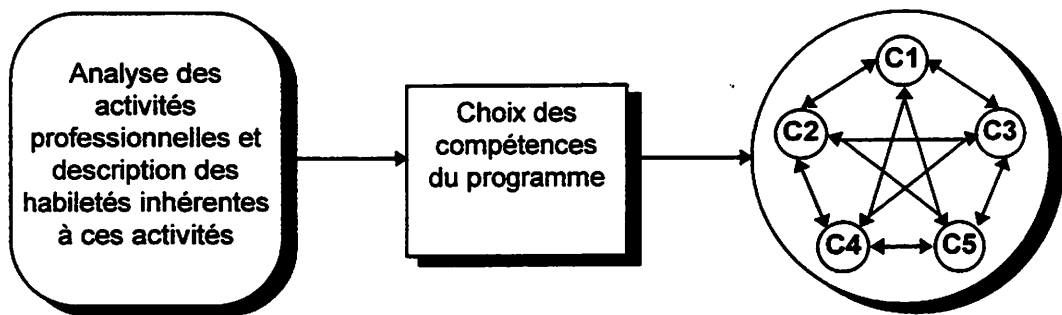 Analyse des
activités
professionnelles et
description des
habiletés inhérentes
à ces activités
Choix des
compétences
du programme
C1
C2
C3
C4
C5